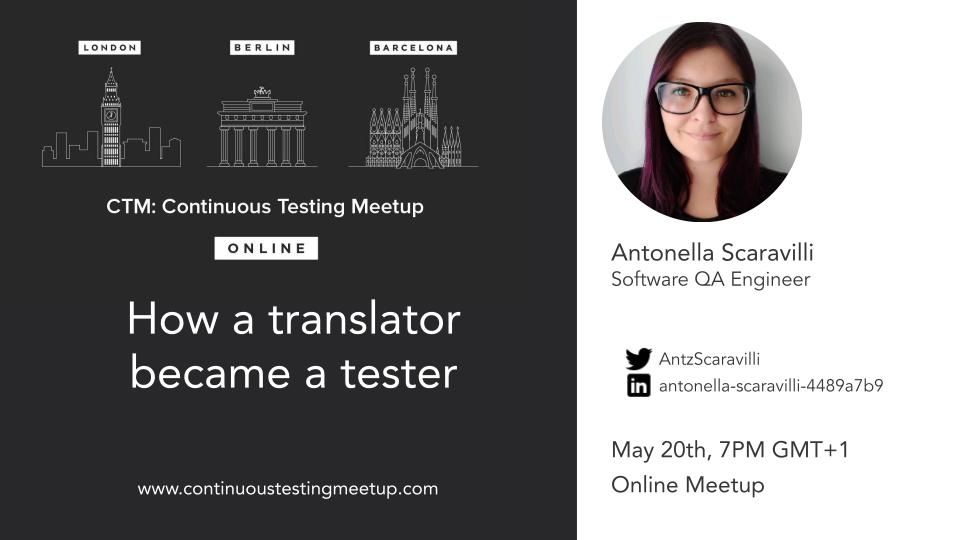 LONDON
BERLIN
BARCELONA
CTM: Continuous Testing Meetup
ONLINE
How a translator
became a tester
www.continuoustestingmeetup.com
Antonella Scaravilli
Software QA Engineer
AntzScaravilli
in antonella-scaravilli-4489a7b9
May 20th, 7PM GMT+1
Online Meetup